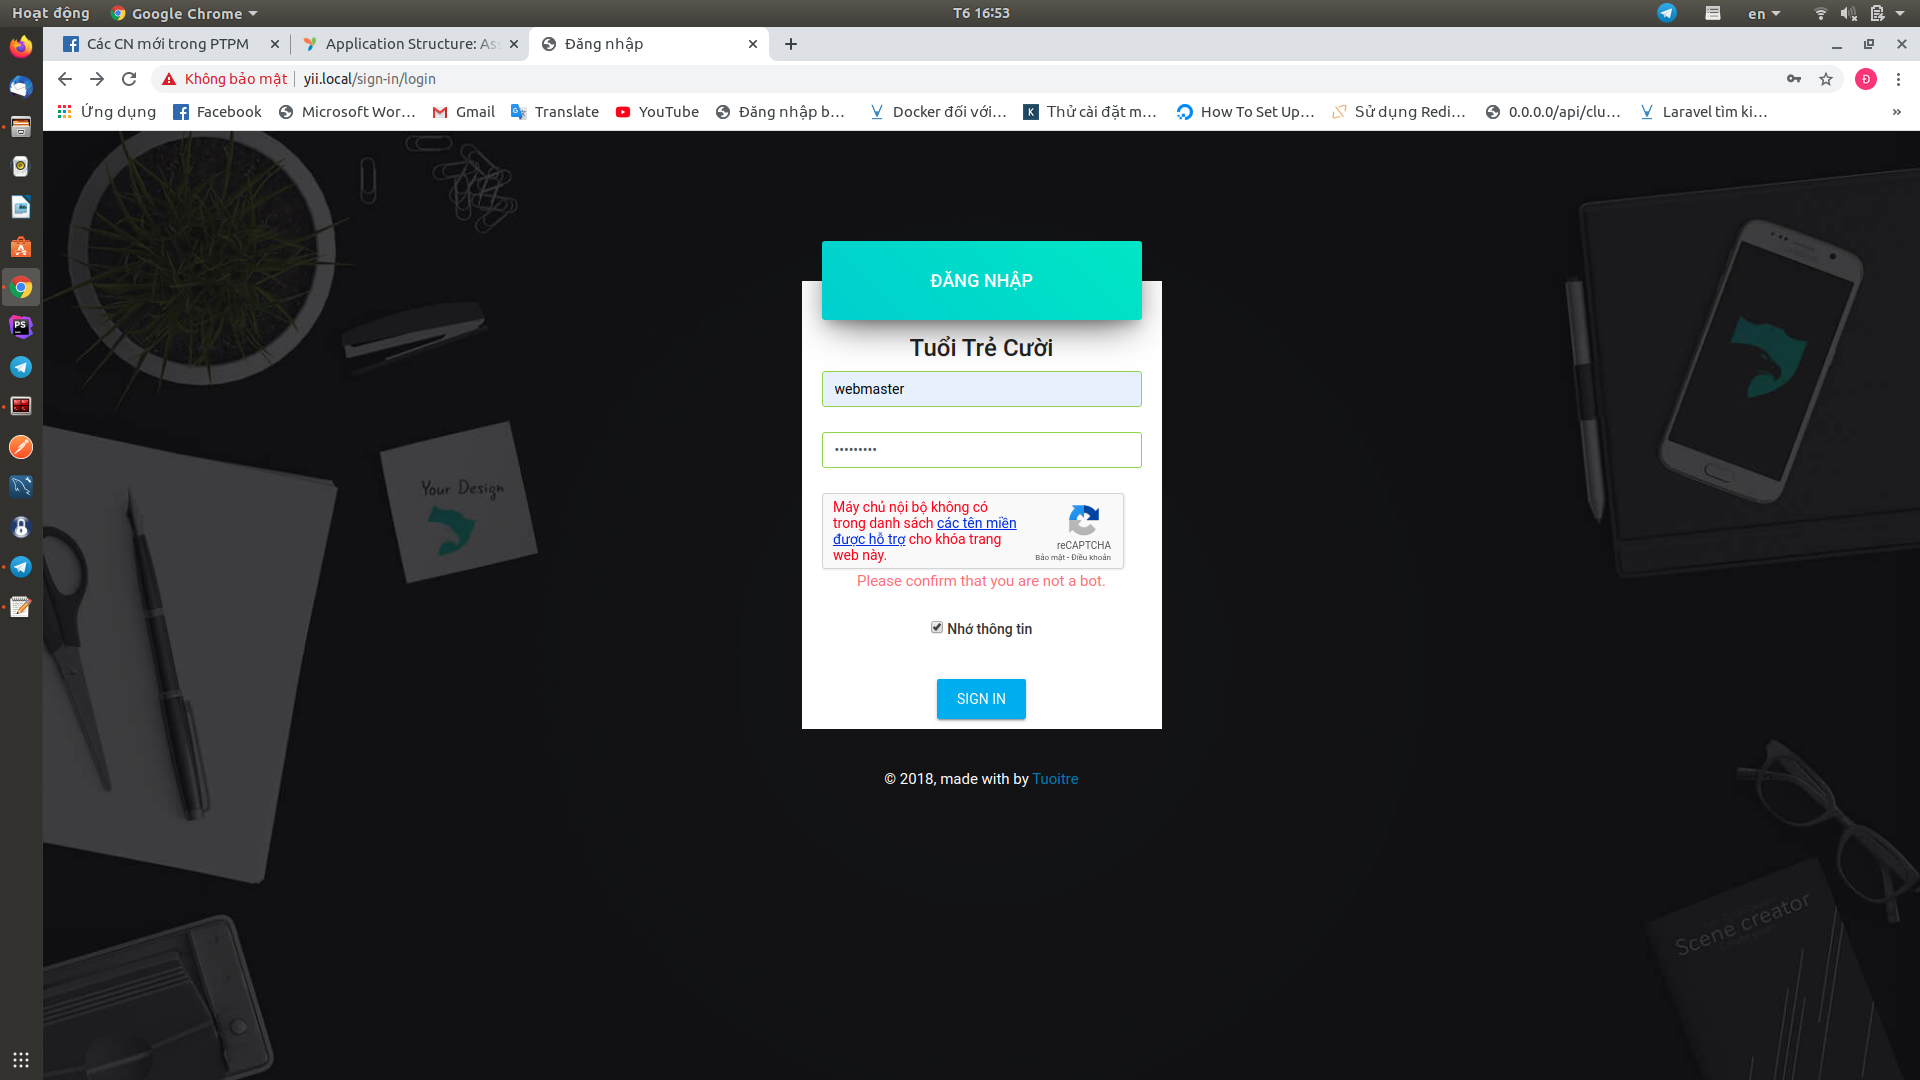 Hoạt động
Google Chrome
T6 16:53
en
Các CN mới trong PTPM
Application Structure: Ass
Đăng nhập
Không bảo mật
yii.local/sign-in/login
Đ
Ứng dụng
Facebook
Microsoft Wor…
Gmail
Translate
YouTube
Đăng nhập b…
Docker đối với…
K
Thử cài đặt m…
How To Set Up…
Sử dụng Redi…
0.0.0.0/api/clu…
Laravel tìm ki…
»
PS
ĐĂNG NHẬP
Tuổi Trẻ Cười
webmaster
•••••••••
Máy chủ nội bộ không có
trong danh sách các tên miền
được hỗ trợ cho khóa trang
web này.
reCAPTCHA
Bảo mật - Điều khoản
Please confirm that you are not a bot.
Nhớ thông tin
SIGN IN
© 2018, made with by Tuoitre
Your Design
Scene creator